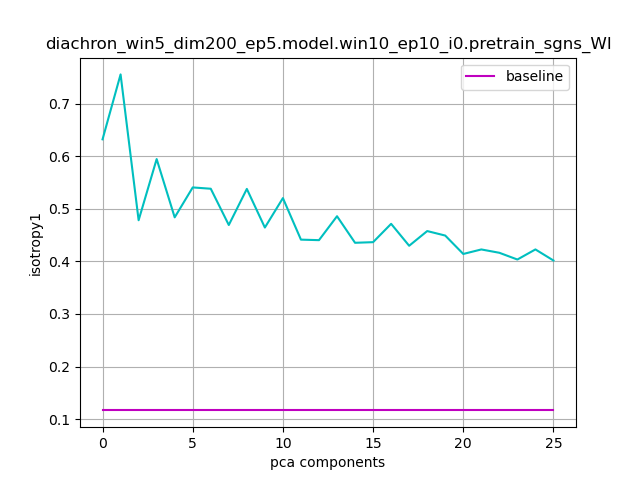 diachron_win5_dim200_ep5.model.win10_ep10_i0.pretrain_sgns_WI
baseline
0.7
0.6
0.5
0.4
0.3
0.2
0.1
isotropy1
0 5 10 15 20 25
pca components